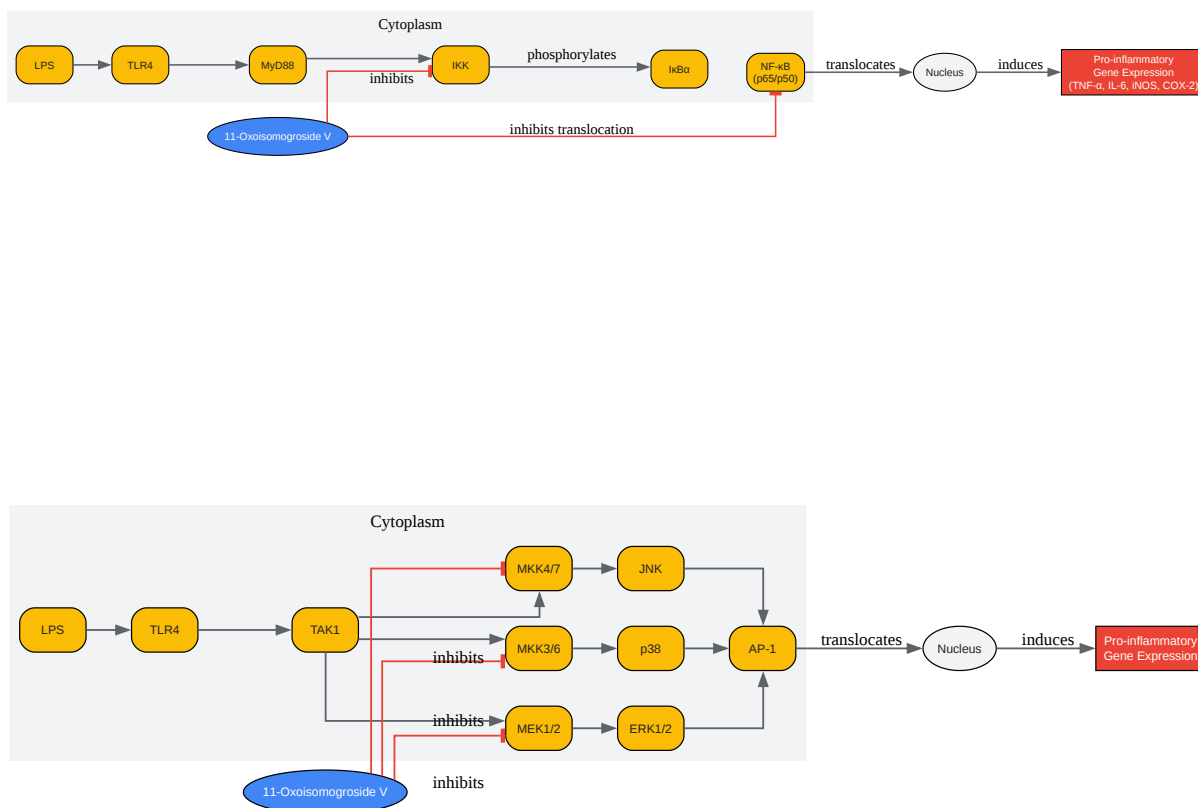 Cytoplasm
LPS
TLR4
MyD88
IKK
phosphorylates
IκBα
NF-κB
(p65/p50)
translocates
Nucleus
induces
Pro-inflammatory
Gene Expression
(TNF-α, IL-6, iNOS, COX-2)
inhibits
11-Oxoisomogroside V
inhibits translocation
Cytoplasm
MKK4/7
JNK
LPS
TLR4
TAK1
MKK3/6
p38
AP-1
translocates
Nucleus
induces
Pro-inflammatory
Gene Expression
inhibits
inhibits
MEK1/2
ERK1/2
inhibits
11-Oxoisomogroside V